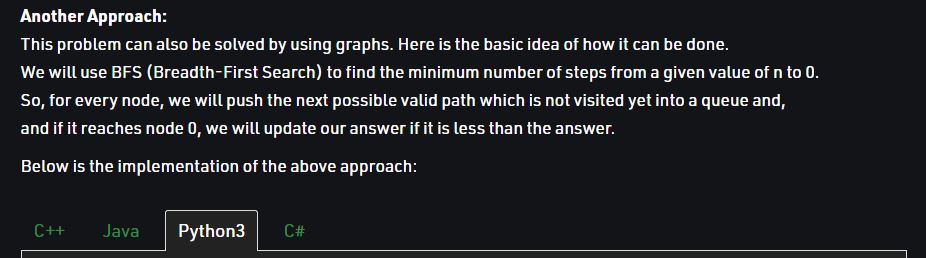 Another Approach:
This problem can also be solved by using graphs. Here is the basic idea of how it can be done.
We will use BFS (Breadth-First Search) to find the minimum number of steps from a given value of n to 0.
So, for every node, we will push the next possible valid path which is not visited yet into a queue and,
and if it reaches node 0, we will update our answer if it is less than the answer.
Below is the implementation of the above approach:
C++ Java Python3 C#